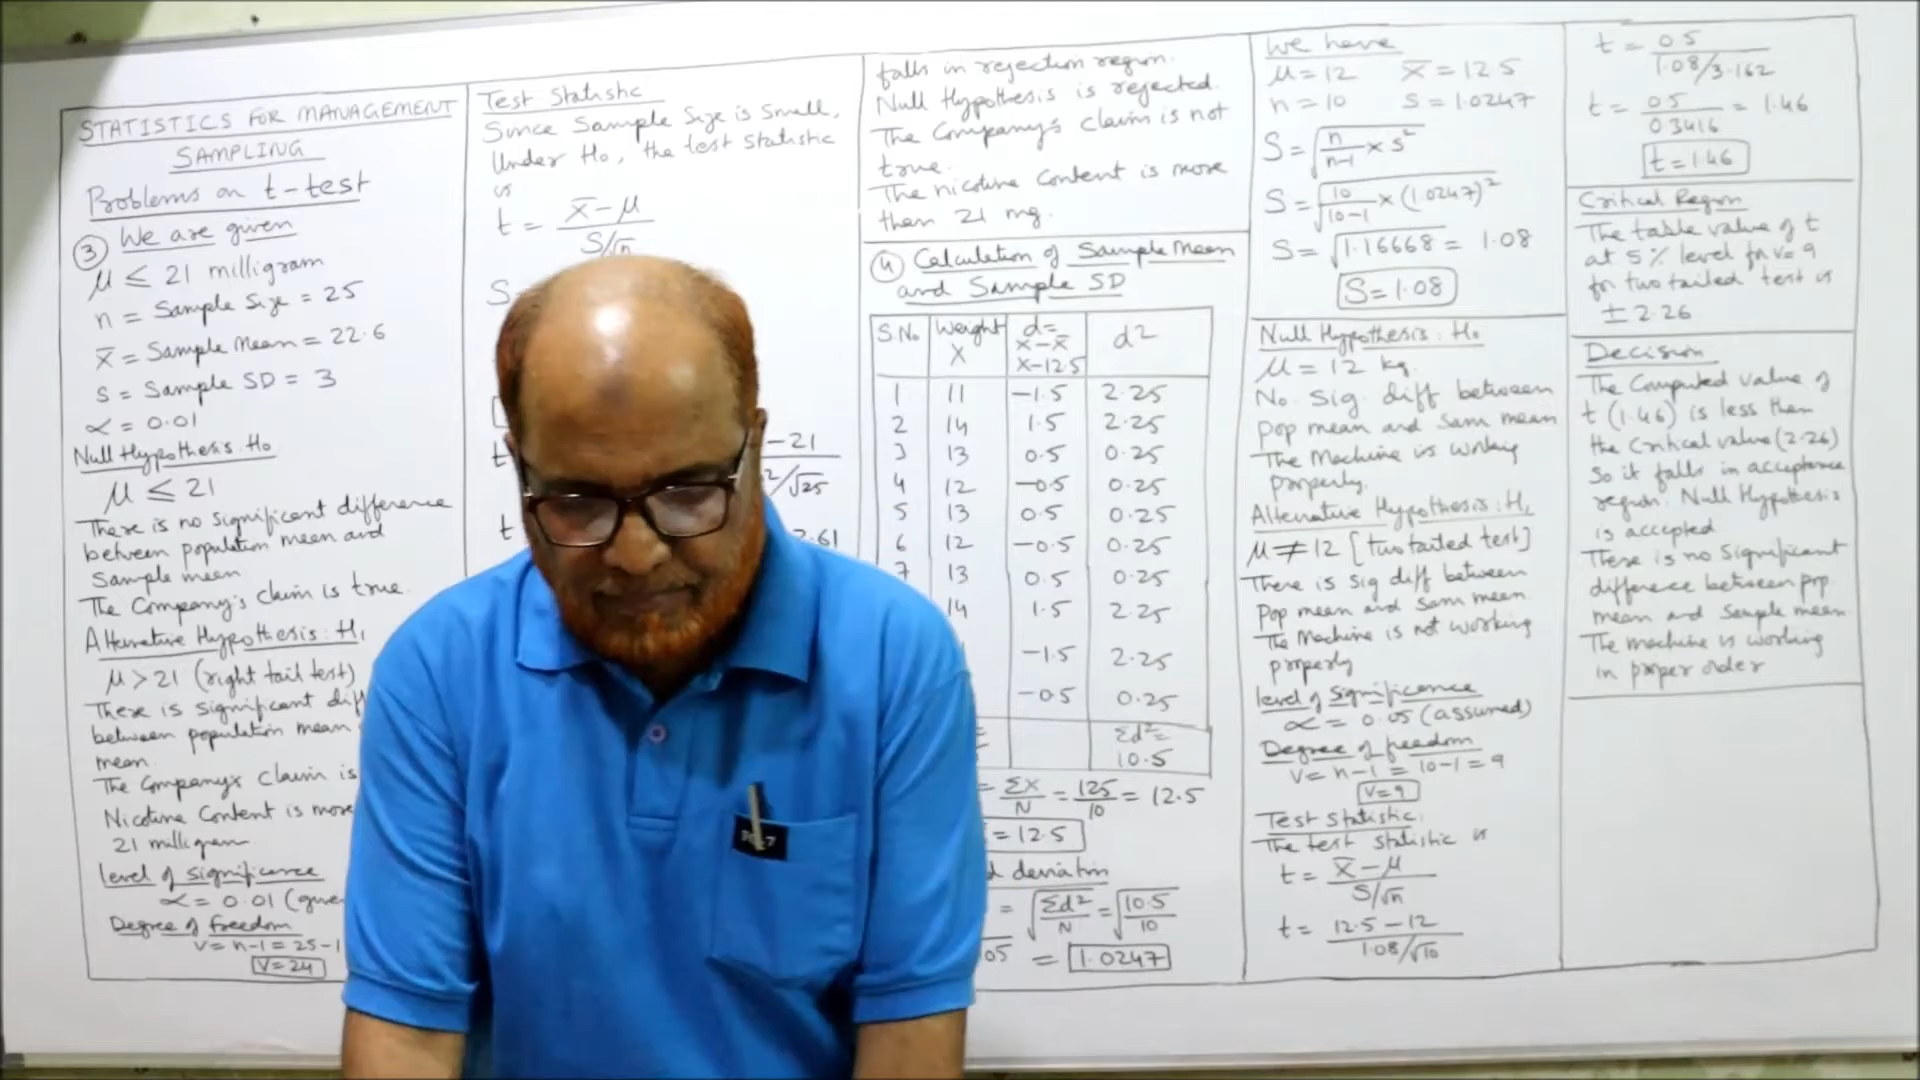 STATISTICS FOR MANAGEMENT
SAMPLING
Problems on t-test
③ We are given
μ ≤ 21 milligram
n = Sample Size = 25
x̄ = Sample Mean = 22.6
s = Sample SD = 3
α = 0.01
Null Hypothesis: H₀
μ ≤ 21
There is no significant difference
between population mean and
Sample mean
The Company's claim is true.
Alternative Hypothesis: H₁
μ > 21 (right tail test)
There is significant diff
between population mean
mean.
The Company's claim is
Nicotine Content is more
21 milligram
level of significance
α = 0.01 (give
Degree of freedom
v = n-1 = 25-1
v = 24
Test Statistic
Since Sample Size is Small,
Under H₀, the test statistic
is
t = x̄ - μ / S/√n
S
t
- 21
/√25
t
2.61
falls in rejection region.
Null Hypothesis is rejected.
The Company's claim is not
true.
The nicotine Content is more
than 21 mg.
④ Calculation of Sample Mean
and Sample SD
S.No Weight X d= x-x̄ x-12.5 d2
1 11 -1.5 2.25
2 14 1.5 2.25
3 13 0.5 0.25
4 12 -0.5 0.25
5 13 0.5 0.25
6 12 -0.5 0.25
7 13 0.5 0.25
14 1.5 2.25
-1.5 2.25
-0.5 0.25
Σd²= 10.5
= ΣX/N = 125/10 = 12.5
= 12.5
d deviation
= √Σd²/N = √10.5/10
05 = 1.0247
We have
μ = 12 x̄ = 12.5
n = 10 s = 1.0247
S = √n/n-1 × s²
S = √10/10-1 × (1.0247)²
S = √1.16668 = 1.08
S = 1.08
Null Hypothesis: H₀
μ = 12 kg.
No. sig. diff between
pop mean and sam mean
The Machine is working
properly.
Alternative Hypothesis: H₁
μ ≠ 12 [two tailed test]
There is sig diff between
Pop mean and sam mean
The Machine is not working
properly
level of significance
α = 0.05 (assumed)
Degree of freedom
v = n-1 = 10-1 = 9
v = 9
Test Statistic.
The test statistic is
t = x̄ - μ / S/√n
t = 12.5 - 12 / 1.08/√10
t = 0.5 / 1.08/3.162
t = 0.5 / 0.3416 = 1.46
t = 1.46
Critical Region
The table value of t
at 5% level for v= 9
for two tailed test is
± 2.26
Decision
The Computed value of
t (1.46) is less than
the Critical value (2.26)
So it falls in acceptance
region. Null Hypothesis
is accepted
There is no significant
difference between pop
mean and sample mean
The machine is working
in proper order